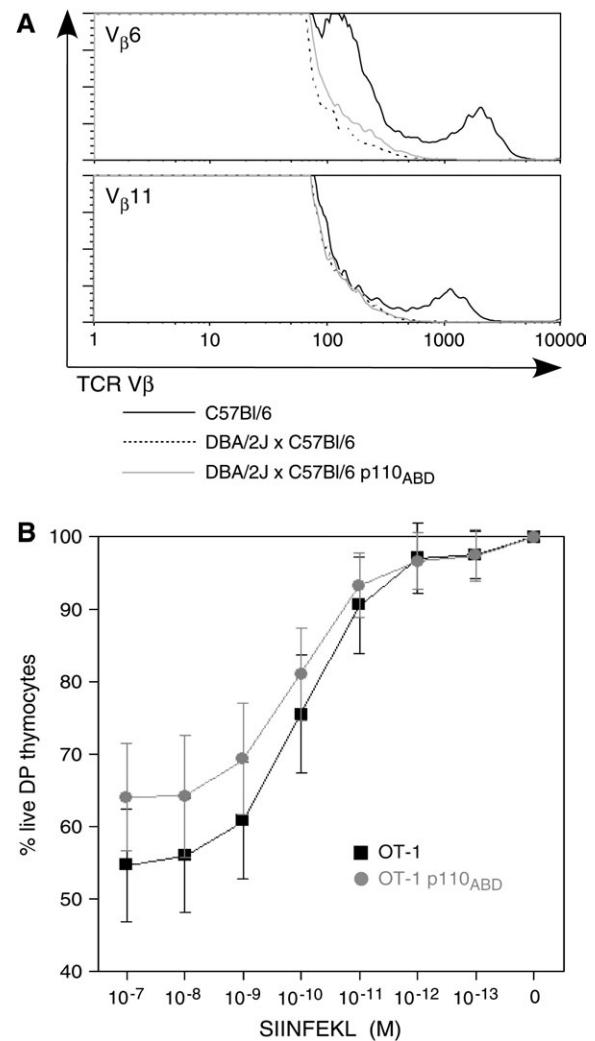 A
Vβ6
Vβ11
1 10 100 1000 10000
TCR Vβ
C57Bl/6
DBA/2J x C57Bl/6
DBA/2J x C57Bl/6 p110ABD
B
100
90
80
70
60
50
40
% live DP thymocytes
OT-1
OT-1 p110ABD
10-7 10-8 10-9 10-10 10-11 10-12 10-13 0
SIINFEKL (M)